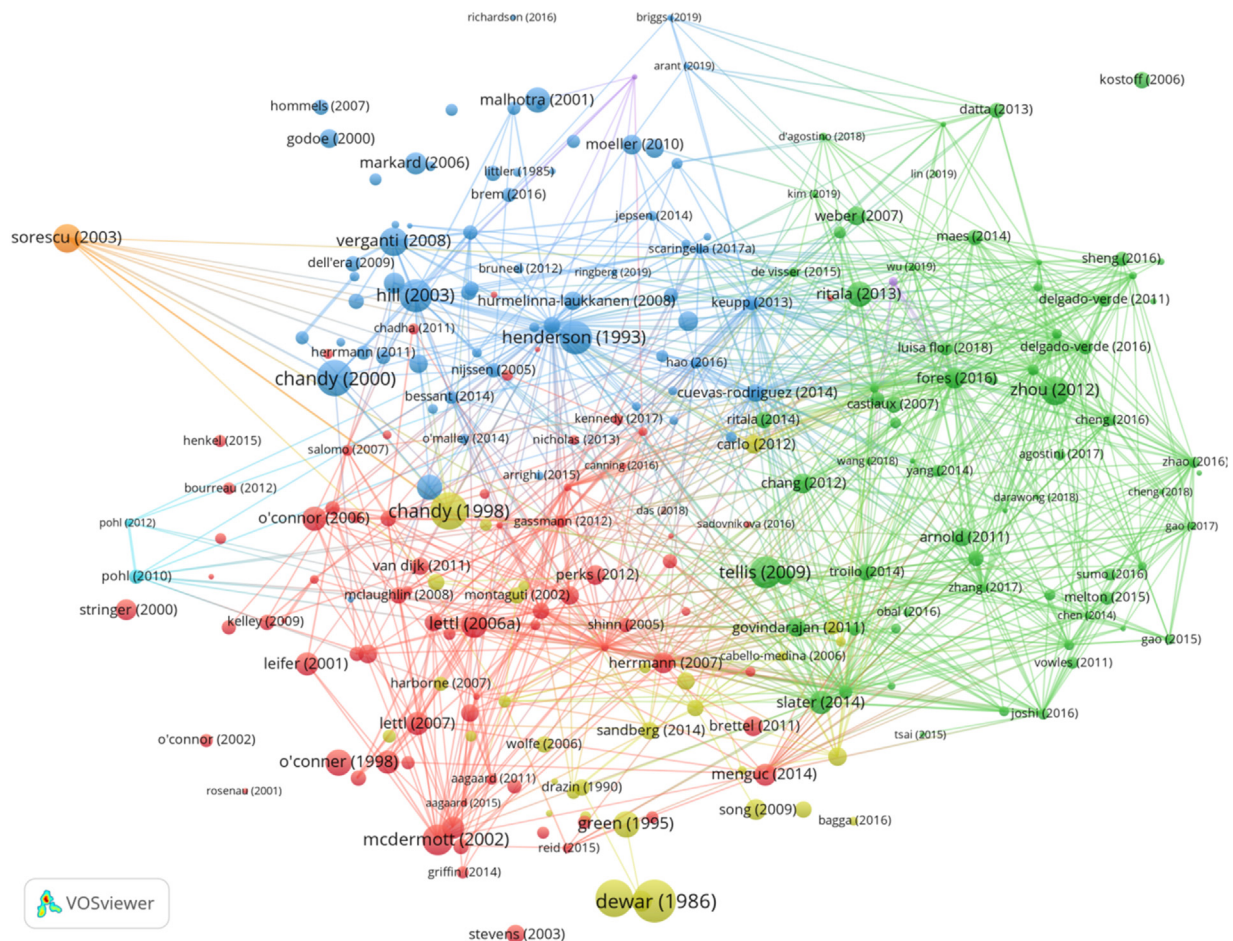 richardson (2016)
briggs (2019)
arant (2019)
kostoff (2006)
malhotra (2001)
hommels (2007)
datta (2013)
godoe (2000)
moeller (2010)
d'agostino (2018)
markard (2006)
littler (1985)
lin (2019)
brem (2016)
kim (2019)
jepsen (2014)
weber (2007)
sorescu (2003)
verganti (2008)
maes (2014)
scaringella (2017a)
dell'era (2009)
sheng (2016)
bruneel (2012)
ringberg (2019)
de visser (2015)
wu (2019)
hill (2003)
hurmelinna-laukkanen (2008)
keupp (2013)
ritala (2013)
delgado-verde (2011)
chadha (2011)
henderson (1993)
herrmann (2011)
luisa flor (2018)
delgado-verde (2016)
nijssen (2005)
hao (2016)
chandy (2000)
fores (2016)
zhou (2012)
bessant (2014)
cuevas-rodriguez (2014)
castiaux (2007)
kennedy (2017)
ritala (2014)
cheng (2016)
henkel (2015)
o'malley (2014)
nicholas (2013)
carlo (2012)
salomo (2007)
agostini (2017)
canning (2016)
wang (2018)
zhao (2016)
arrighi (2015)
yang (2014)
bourreau (2012)
chang (2012)
cheng (2018)
darawong (2018)
chandy (1998)
das (2018)
pohl (2012)
o'connor (2006)
gassmann (2012)
sadovnikova (2016)
gao (2017)
arnold (2011)
van dijk (2011)
pohl (2010)
perks (2012)
tellis (2009)
troilo (2014)
sumo (2016)
zhang (2017)
mclaughlin (2008)
montaguti (2002)
melton (2015)
stringer (2000)
obal (2016)
chen (2014)
kelley (2009)
lettl (2006a)
shinn (2005)
govindarajan (2011)
gao (2015)
leifer (2001)
herrmann (2007)
cabello-medina (2006)
vowles (2011)
harborne (2007)
slater (2014)
joshi (2016)
lettl (2007)
sandberg (2014)
brettel (2011)
o'connor (2002)
wolfe (2006)
tsai (2015)
o'conner (1998)
menguc (2014)
aagaard (2011)
rosenau (2001)
drazin (1990)
aagaard (2015)
song (2009)
bagga (2016)
green (1995)
mcdermott (2002)
reid (2015)
griffin (2014)
dewar (1986)
VOSviewer
stevens (2003)